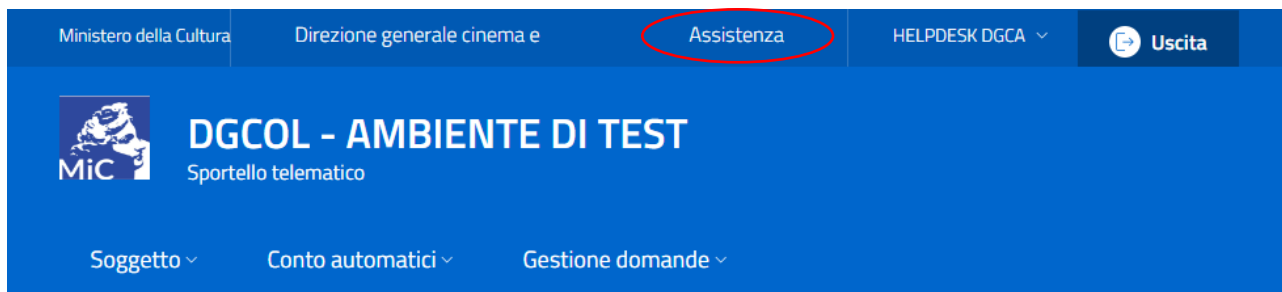 Ministero della Cultura
Direzione generale cinema e
Assistenza
HELPDESK DGCA
Uscita
MiC
DGCOL - AMBIENTE DI TEST
Sportello telematico
Soggetto
Conto automatici
Gestione domande